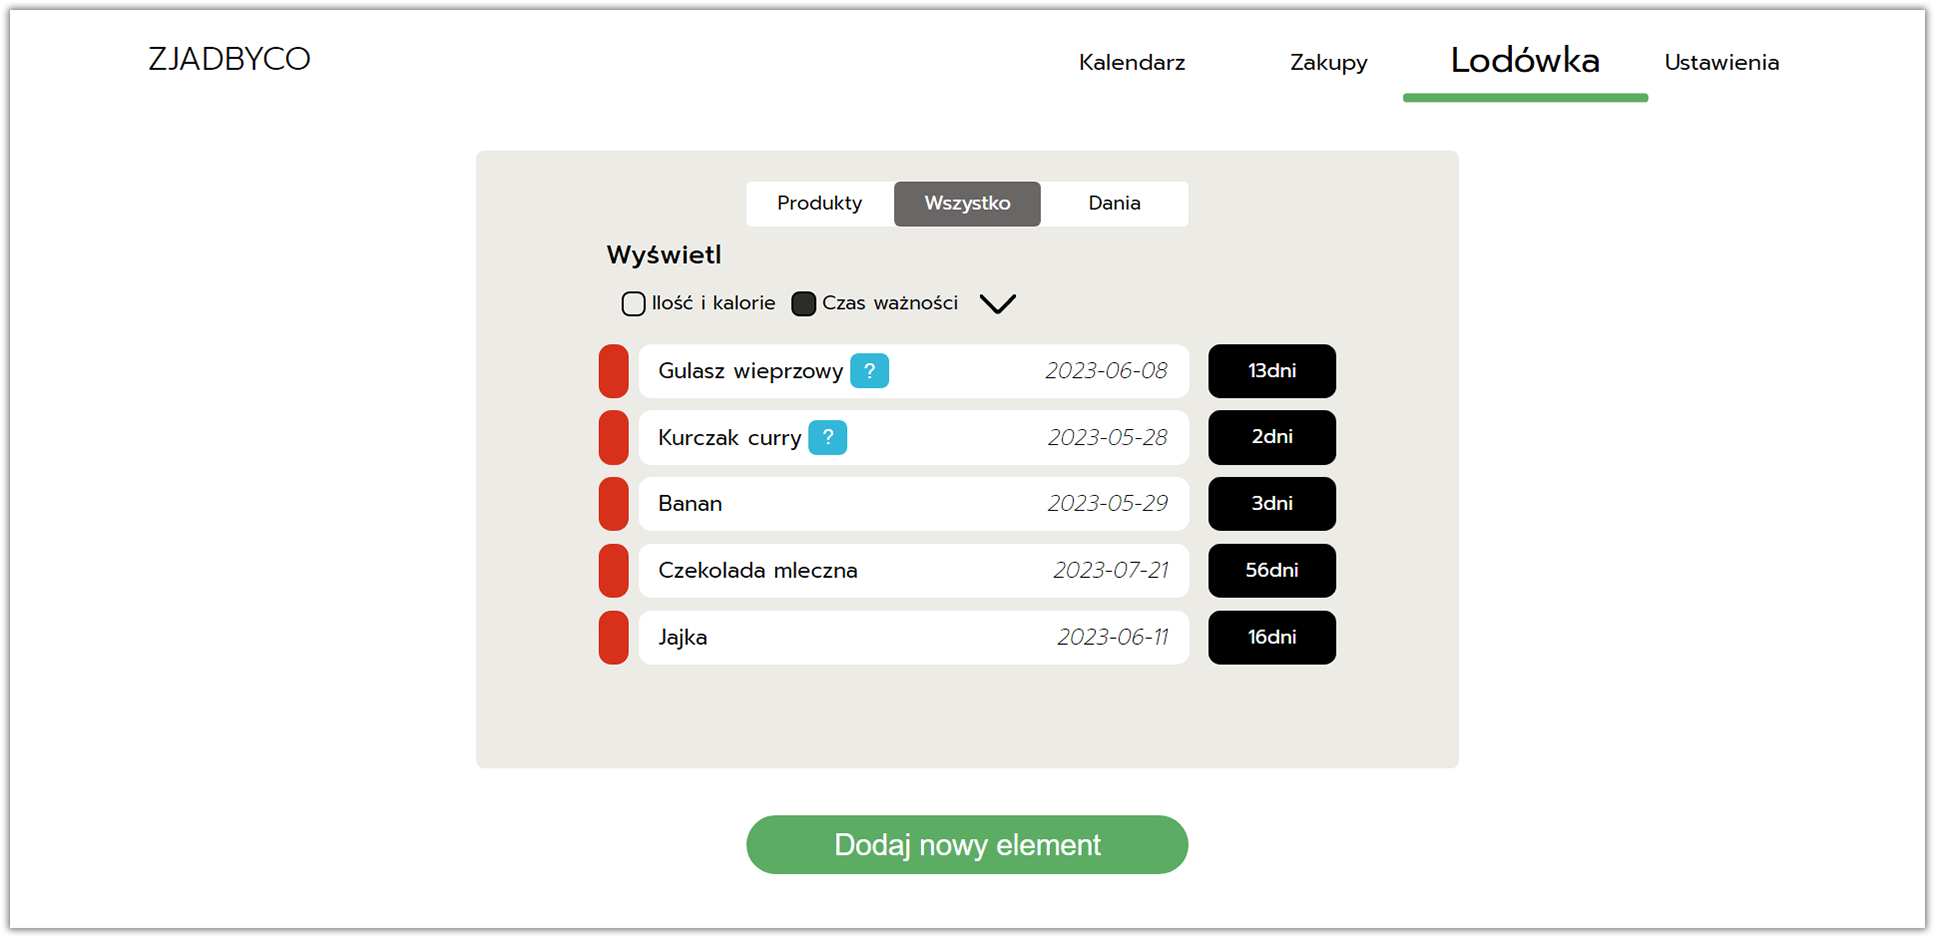 ZJADBYCO
Kalendarz Zakupy Lodówka Ustawienia
Produkty Wszystko Dania
Wyświetl
Ilość i kalorie Czas ważności
Gulasz wieprzowy ? 2023-06-08 13dni
Kurczak curry ? 2023-05-28 2dni
Banan 2023-05-29 3dni
Czekolada mleczna 2023-07-21 56dni
Jajka 2023-06-11 16dni
Dodaj nowy element